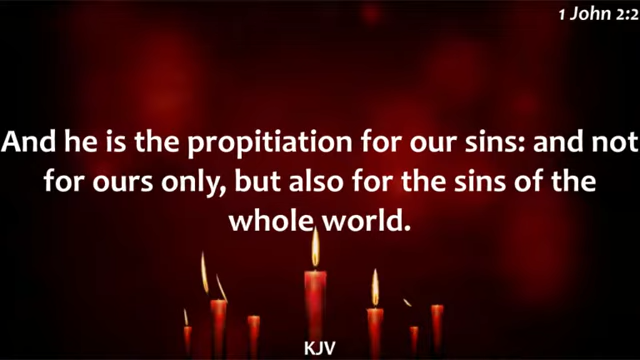 1 John 2:2
And he is the propitiation for our sins: and not
for ours only, but also for the sins of the
whole world.
KJV